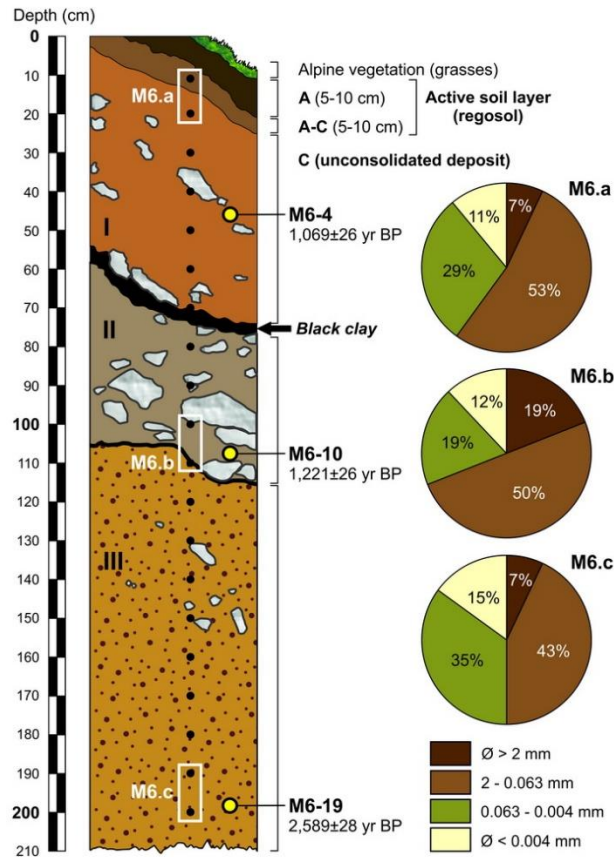 Depth (cm)
0
10
20
30
40
50
60
70
80
90
100
110
120
130
140
150
160
170
180
190
200
210
M6.a
I
II
M6.b
III
M6.c
Alpine vegetation (grasses)
A (5-10 cm)
A-C (5-10 cm)
Active soil layer
(regosol)
C (unconsolidated deposit)
M6-4
1,069±26 yr BP
Black clay
M6-10
1,221±26 yr BP
M6-19
2,589±28 yr BP
M6.a
7%
53%
29%
11%
M6.b
19%
50%
19%
12%
M6.c
7%
43%
35%
15%
Ø > 2 mm
2 - 0.063 mm
0.063 - 0.004 mm
Ø < 0.004 mm